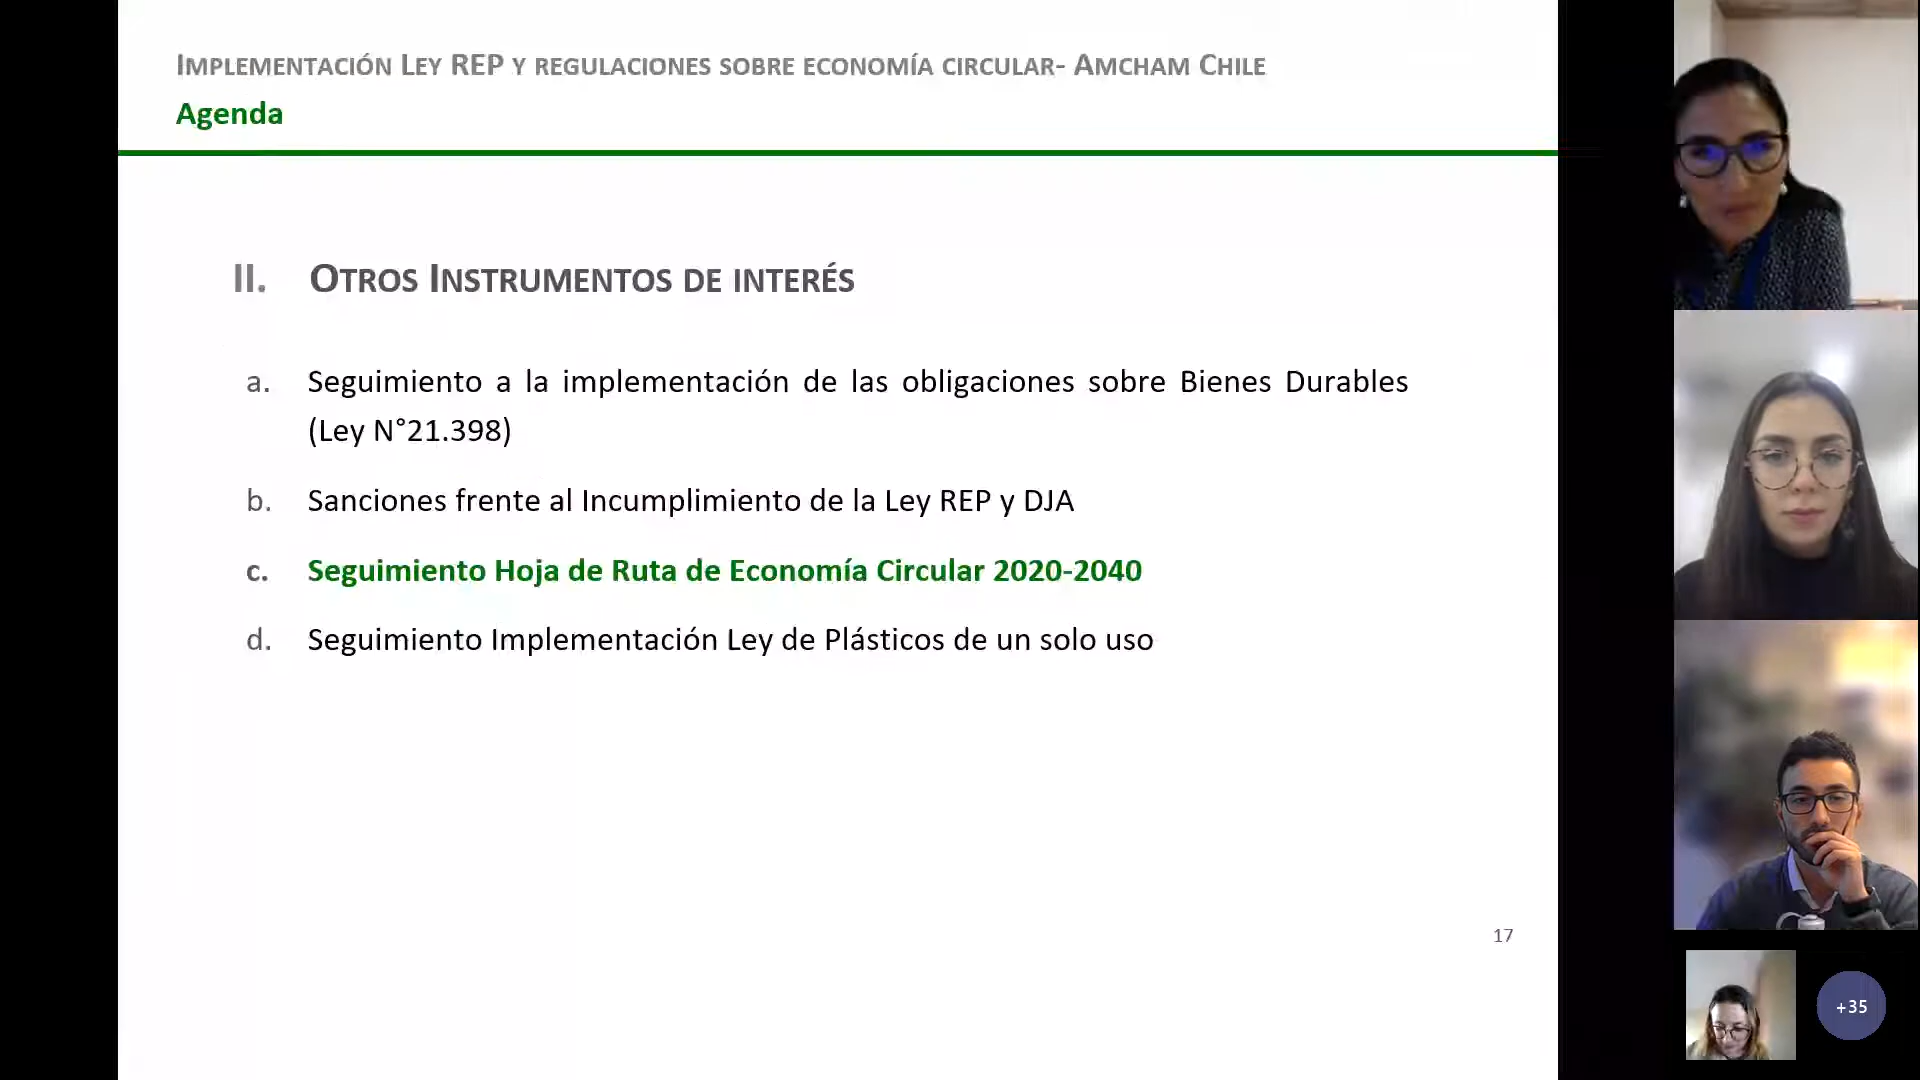 Implementación Ley REP y regulaciones sobre economía circular- Amcham Chile
Agenda
II. Otros Instrumentos de interés
a. Seguimiento a la implementación de las obligaciones sobre Bienes Durables
(Ley N°21.398)
b. Sanciones frente al Incumplimiento de la Ley REP y DJA
c. Seguimiento Hoja de Ruta de Economía Circular 2020-2040
d. Seguimiento Implementación Ley de Plásticos de un solo uso
17
+35